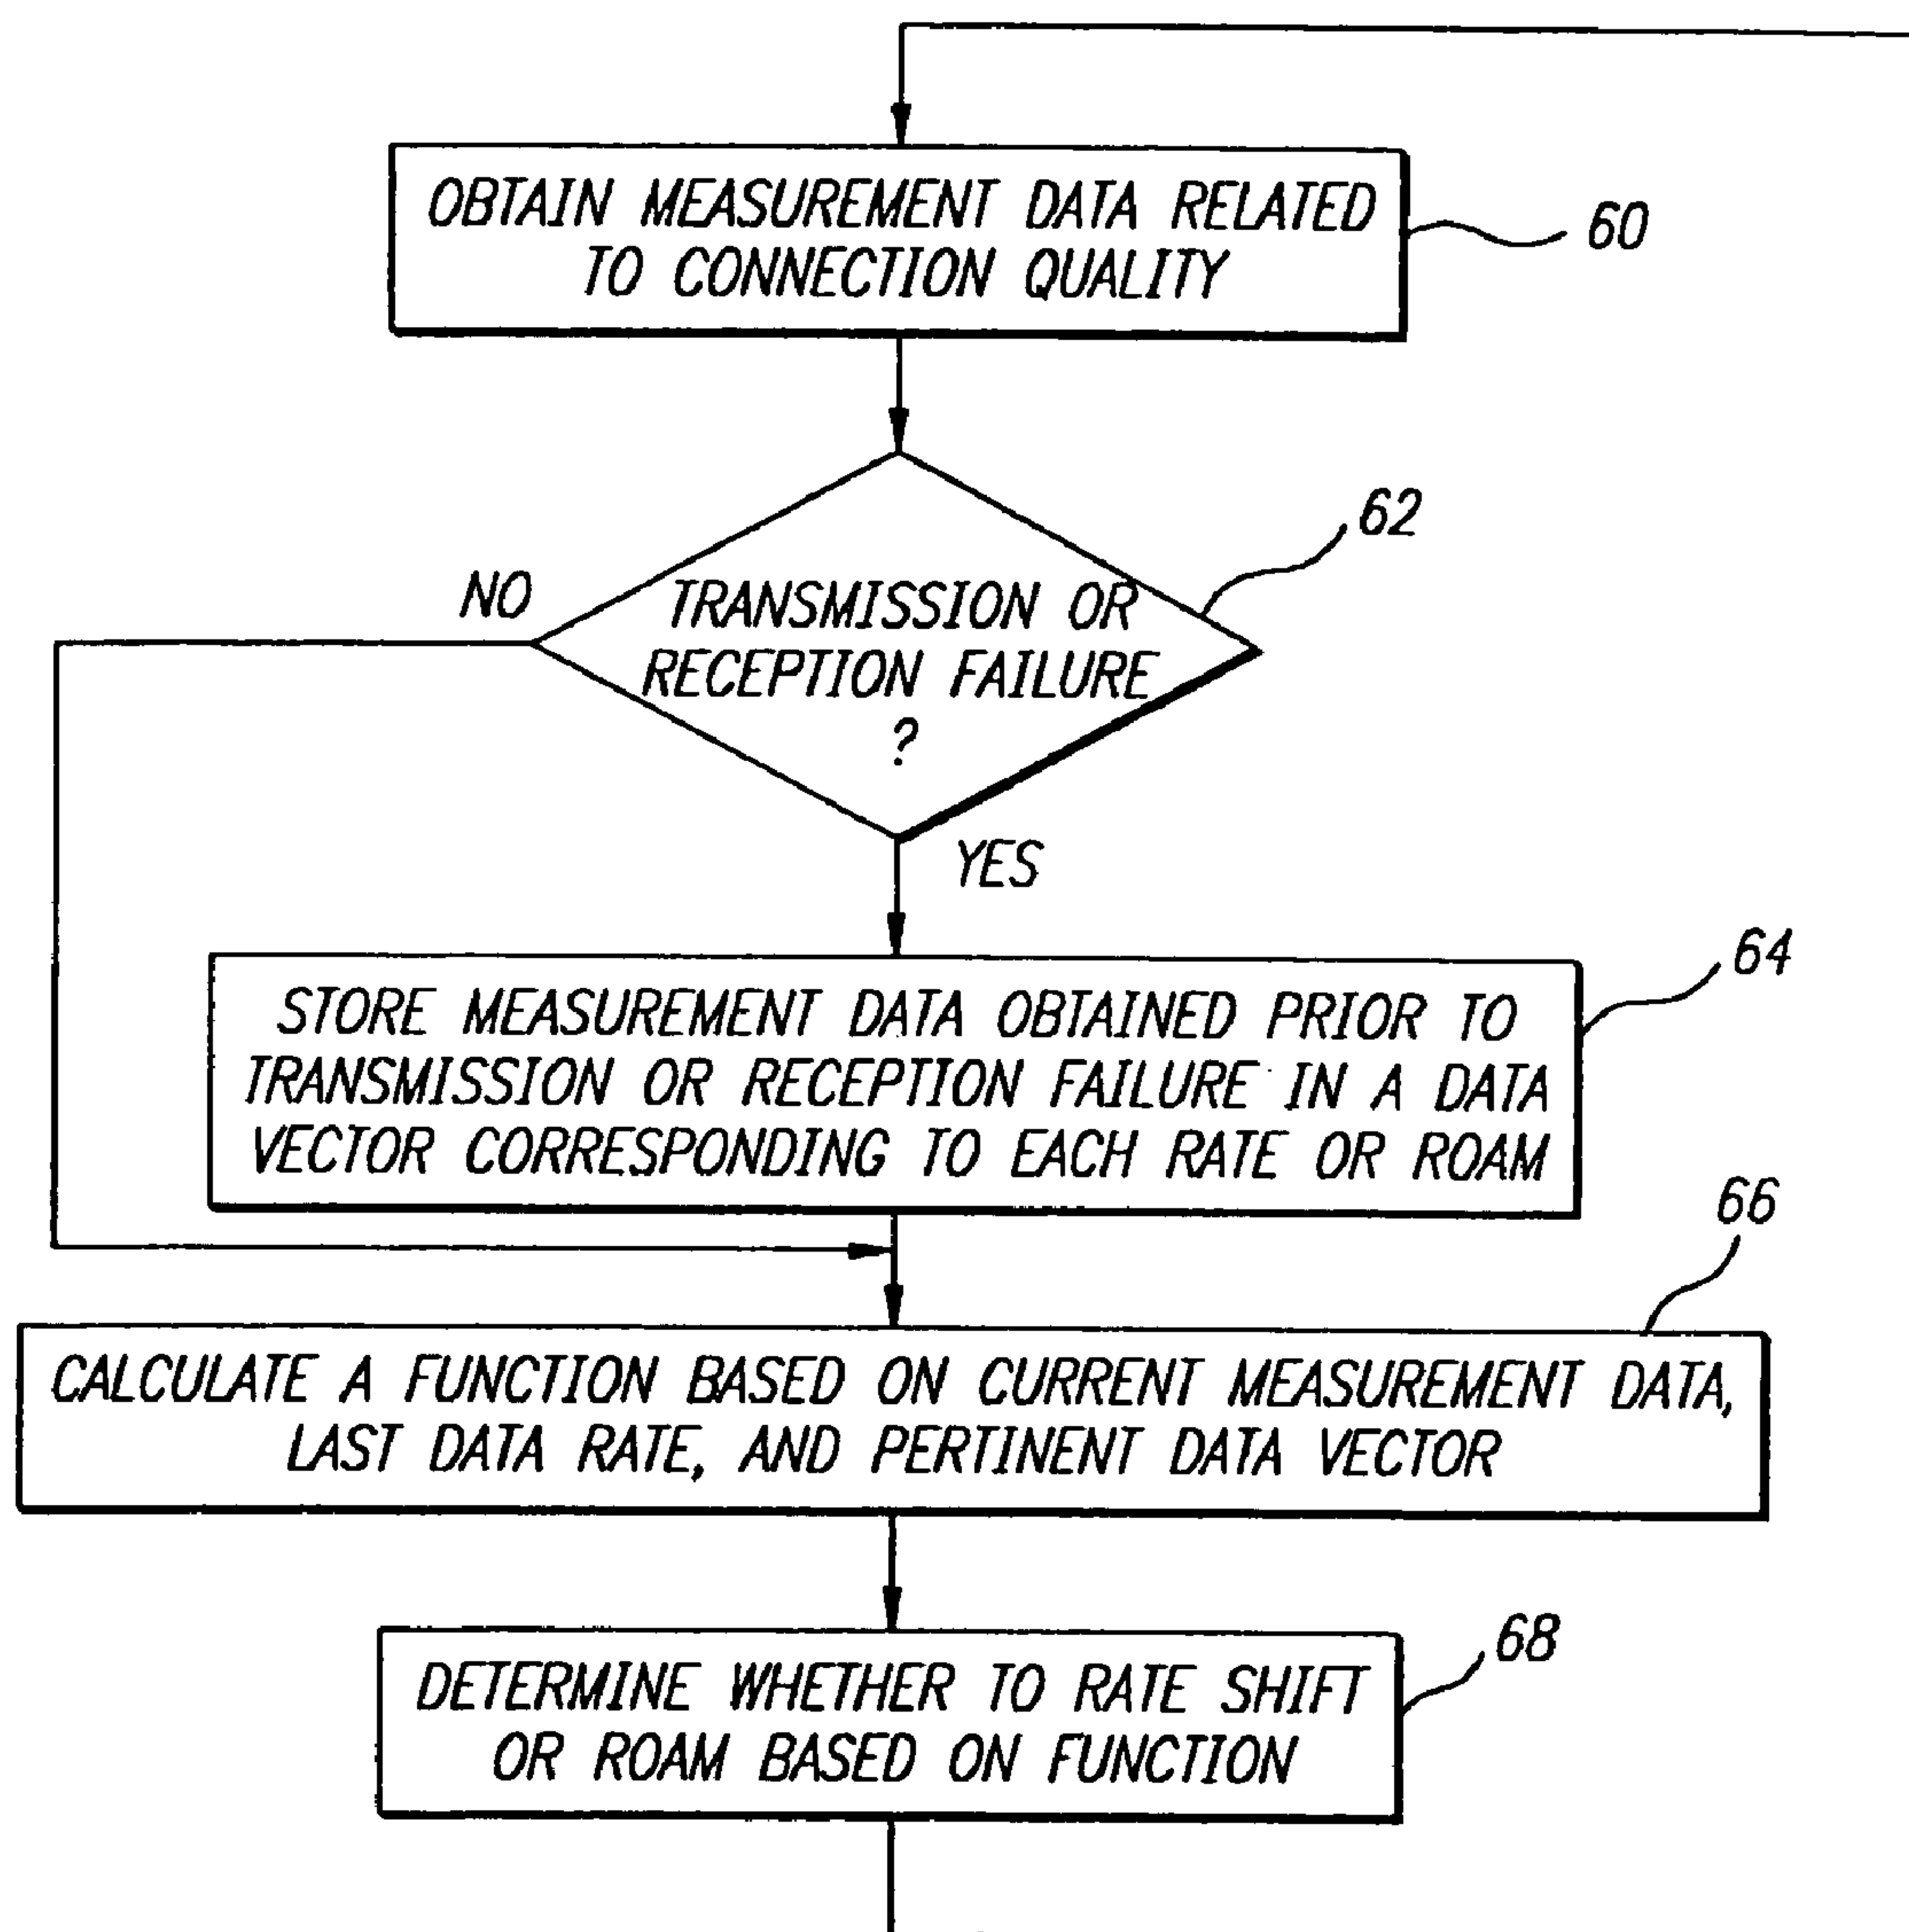 OBTAIN MEASUREMENT DATA RELATED
TO CONNECTION QUALITY
60
62
NO
TRANSMISSION OR
RECEPTION FAILURE
?
YES
64
STORE MEASUREMENT DATA OBTAINED PRIOR TO
TRANSMISSION OR RECEPTION FAILURE IN A DATA
VECTOR CORRESPONDING TO EACH RATE OR ROAM
66
CALCULATE A FUNCTION BASED ON CURRENT MEASUREMENT DATA,
LAST DATA RATE, AND PERTINENT DATA VECTOR
68
DETERMINE WHETHER TO RATE SHIFT
OR ROAM BASED ON FUNCTION